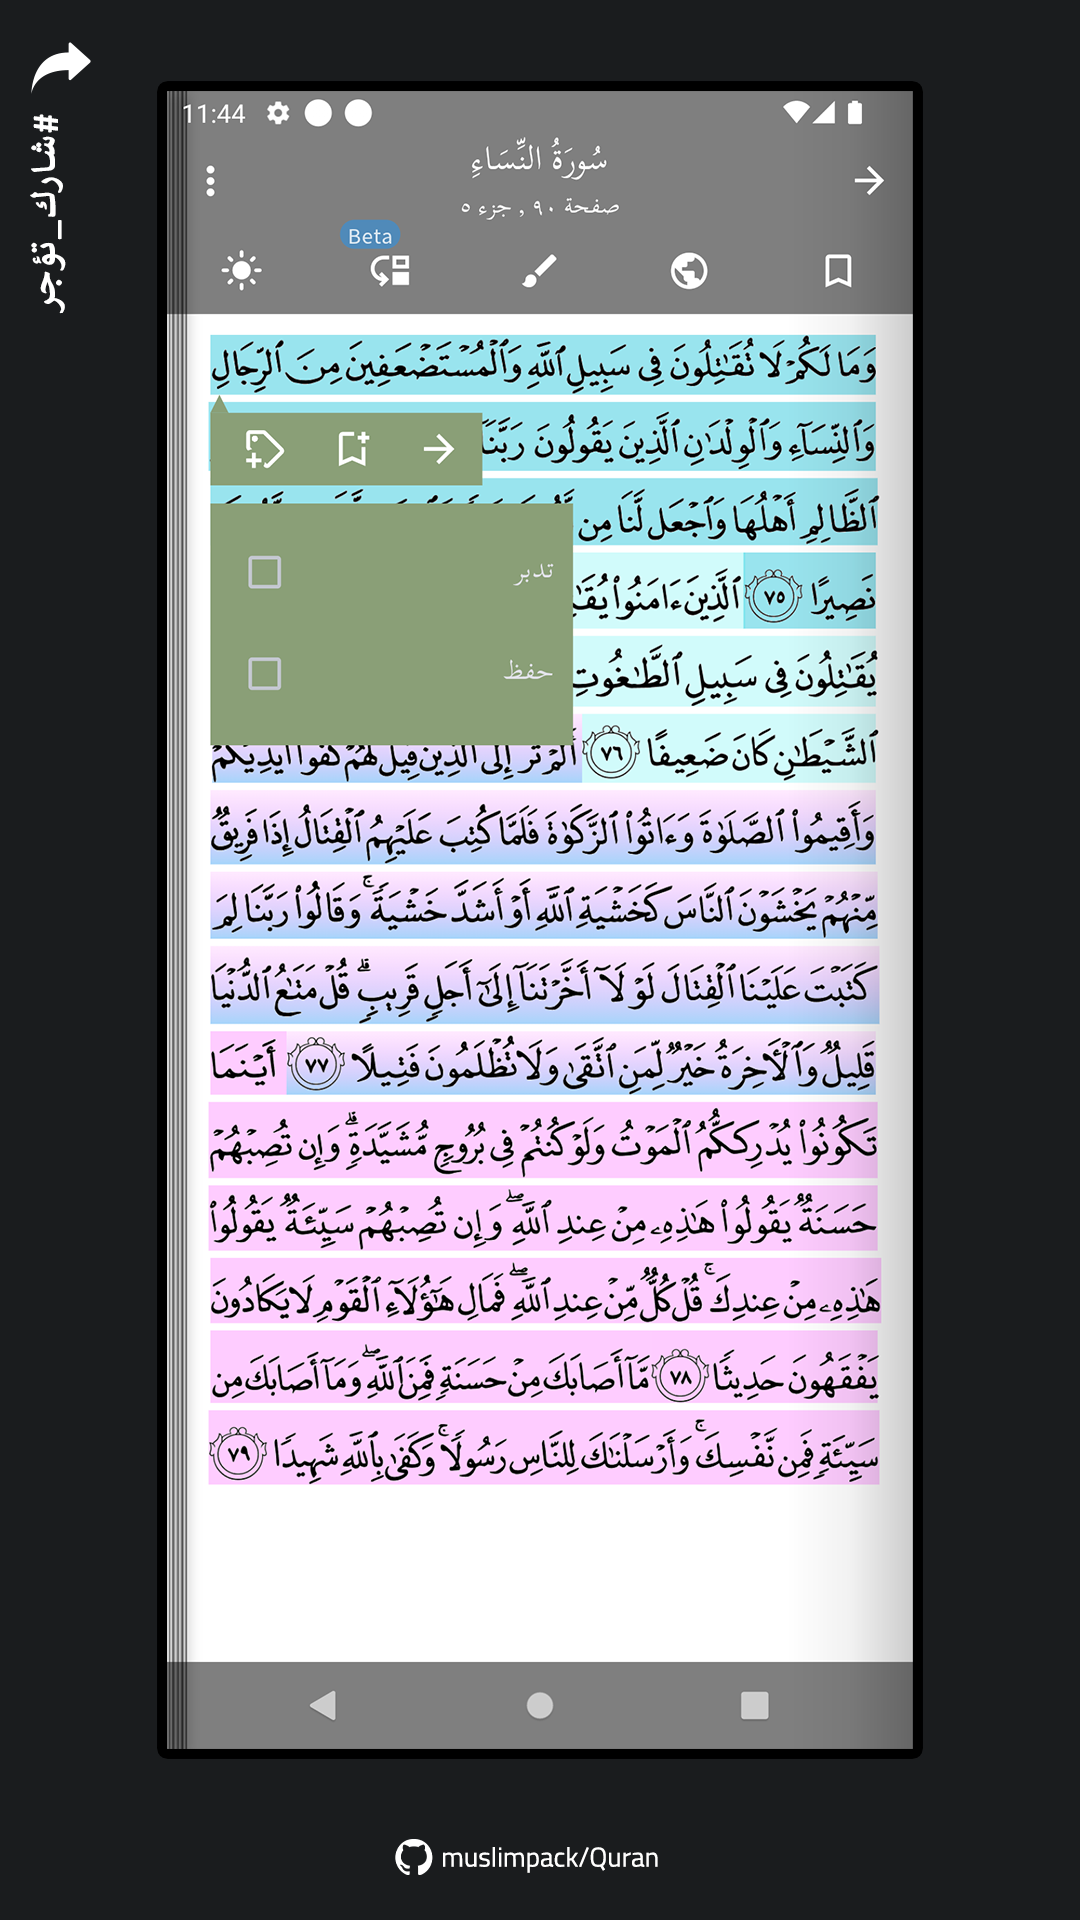 #شارك_تؤجر
11:44
سُورَةُ النِّسَاءِ
صفحة ٩٠ , جزء ٥
Beta
وَمَا لَكُمۡ لَا تُقَٰتِلُونَ فِي سَبِيلِ ٱللَّهِ وَٱلۡمُسۡتَضۡعَفِينَ مِنَ ٱلرِّجَالِ
وَٱلنِّسَآءِ وَٱلۡوِلۡدَٰنِ ٱلَّذِينَ يَقُولُونَ رَبَّنَآ
ٱلظَّالِمِ أَهۡلُهَا وَٱجۡعَل لَّنَا مِن
تدبر
حفظ
نَصِيرًا ٧٥ ٱلَّذِينَ ءَامَنُواْ
يُقَٰتِلُونَ فِي سَبِيلِ ٱلطَّٰغُوتِ
ٱلشَّيۡطَٰنِ كَانَ ضَعِيفًا ٧٦ أَلَمۡ تَرَ إِلَى ٱلَّذِينَ قِيلَ لَهُمۡ كُفُّوٓاْ أَيۡدِيَكُمۡ
وَأَقِيمُواْ ٱلصَّلَوٰةَ وَءَاتُواْ ٱلزَّكَوٰةَ فَلَمَّا كُتِبَ عَلَيۡهِمُ ٱلۡقِتَالُ إِذَا فَرِيقٞ
مِّنۡهُمۡ يَخۡشَوۡنَ ٱلنَّاسَ كَخَشۡيَةِ ٱللَّهِ أَوۡ أَشَدَّ خَشۡيَةٗۚ وَقَالُواْ رَبَّنَا لِمَ
كَتَبۡتَ عَلَيۡنَا ٱلۡقِتَالَ لَوۡلَآ أَخَّرۡتَنَآ إِلَىٰٓ أَجَلٖ قَرِيبٖۗ قُلۡ مَتَٰعُ ٱلدُّنۡيَا
قَلِيلٞ وَٱلۡأٓخِرَةُ خَيۡرٞ لِّمَنِ ٱتَّقَىٰ وَلَا تُظۡلَمُونَ فَتِيلًا ٧٧ أَيۡنَمَا
تَكُونُواْ يُدۡرِككُّمُ ٱلۡمَوۡتُ وَلَوۡ كُنتُمۡ فِي بُرُوجٖ مُّشَيَّدَةٖۗ وَإِن تُصِبۡهُمۡ
حَسَنَةٞ يَقُولُواْ هَٰذِهِۦ مِنۡ عِندِ ٱللَّهِۖ وَإِن تُصِبۡهُمۡ سَيِّئَةٞ يَقُولُواْ
هَٰذِهِۦ مِنۡ عِندِكَۚ قُلۡ كُلّٞ مِّنۡ عِندِ ٱللَّهِۖ فَمَالِ هَٰٓؤُلَآءِ ٱلۡقَوۡمِ لَا يَكَادُونَ
يَفۡقَهُونَ حَدِيثٗا ٧٨ مَّآ أَصَابَكَ مِنۡ حَسَنَةٖ فَمِنَ ٱللَّهِۖ وَمَآ أَصَابَكَ مِن
سَيِّئَةٖ فَمِن نَّفۡسِكَۚ وَأَرۡسَلۡنَٰكَ لِلنَّاسِ رَسُولٗاۚ وَكَفَىٰ بِٱللَّهِ شَهِيدٗا ٧٩
muslimpack/Quran